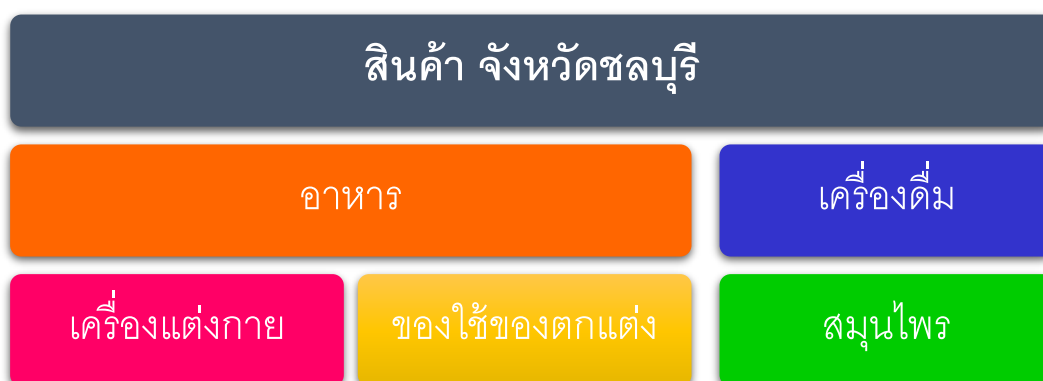 สินค้า จังหวัดชลบุรี
อาหาร
เครื่องดื่ม
เครื่องแต่งกาย
ของใช้ของตกแต่ง
สมุนไพร